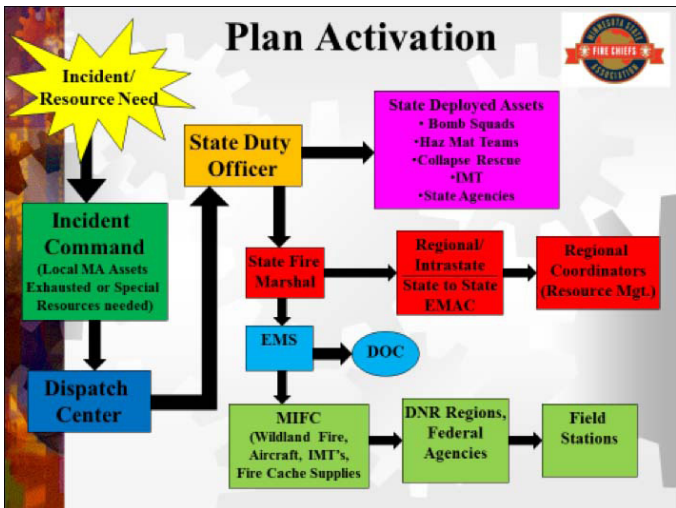 Plan Activation
MINNESOTA STATE
FIRE CHIEFS
ASSOCIATION
Incident/
Resource Need
Incident
Command
(Local MA Assets
Exhausted or Special
Resources needed)
Dispatch
Center
State Duty
Officer
State Deployed Assets
• Bomb Squads
•Haz Mat Teams
•Collapse Rescue
•IMT
•State Agencies
State Fire
Marshal
Regional/
Intrastate
State to State
EMAC
Regional
Coordinators
(Resource Mgt.)
EMS
DOC
MIFC
(Wildland Fire,
Aircraft, IMT's,
Fire Cache Supplies
DNR Regions,
Federal
Agencies
Field
Stations